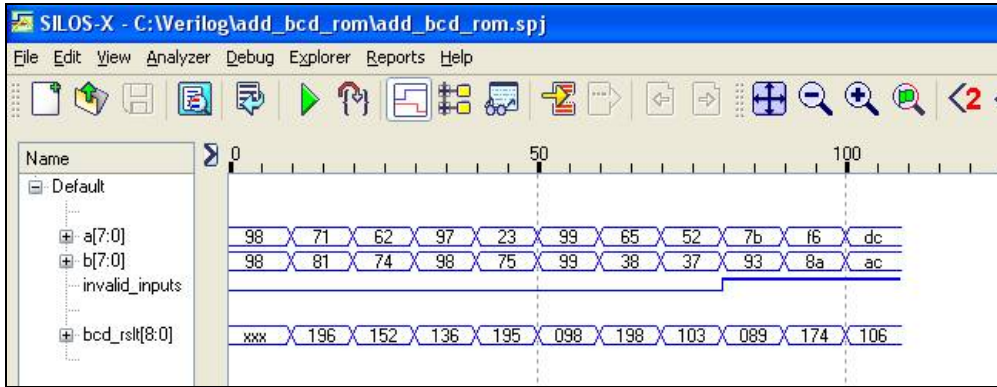 SILOS-X - C:\Verilog\add_bcd_rom\add_bcd_rom.spj
File Edit View Analyzer Debug Explorer Reports Help
2
Name 0 50 100
Default
a[7:0] 98 71 62 97 23 99 65 52 7b f6 dc
b[7:0] 98 81 74 98 75 99 38 37 93 8a ac
invalid_inputs
bcd_rslt[8:0] xxx 196 152 136 195 098 198 103 089 174 106